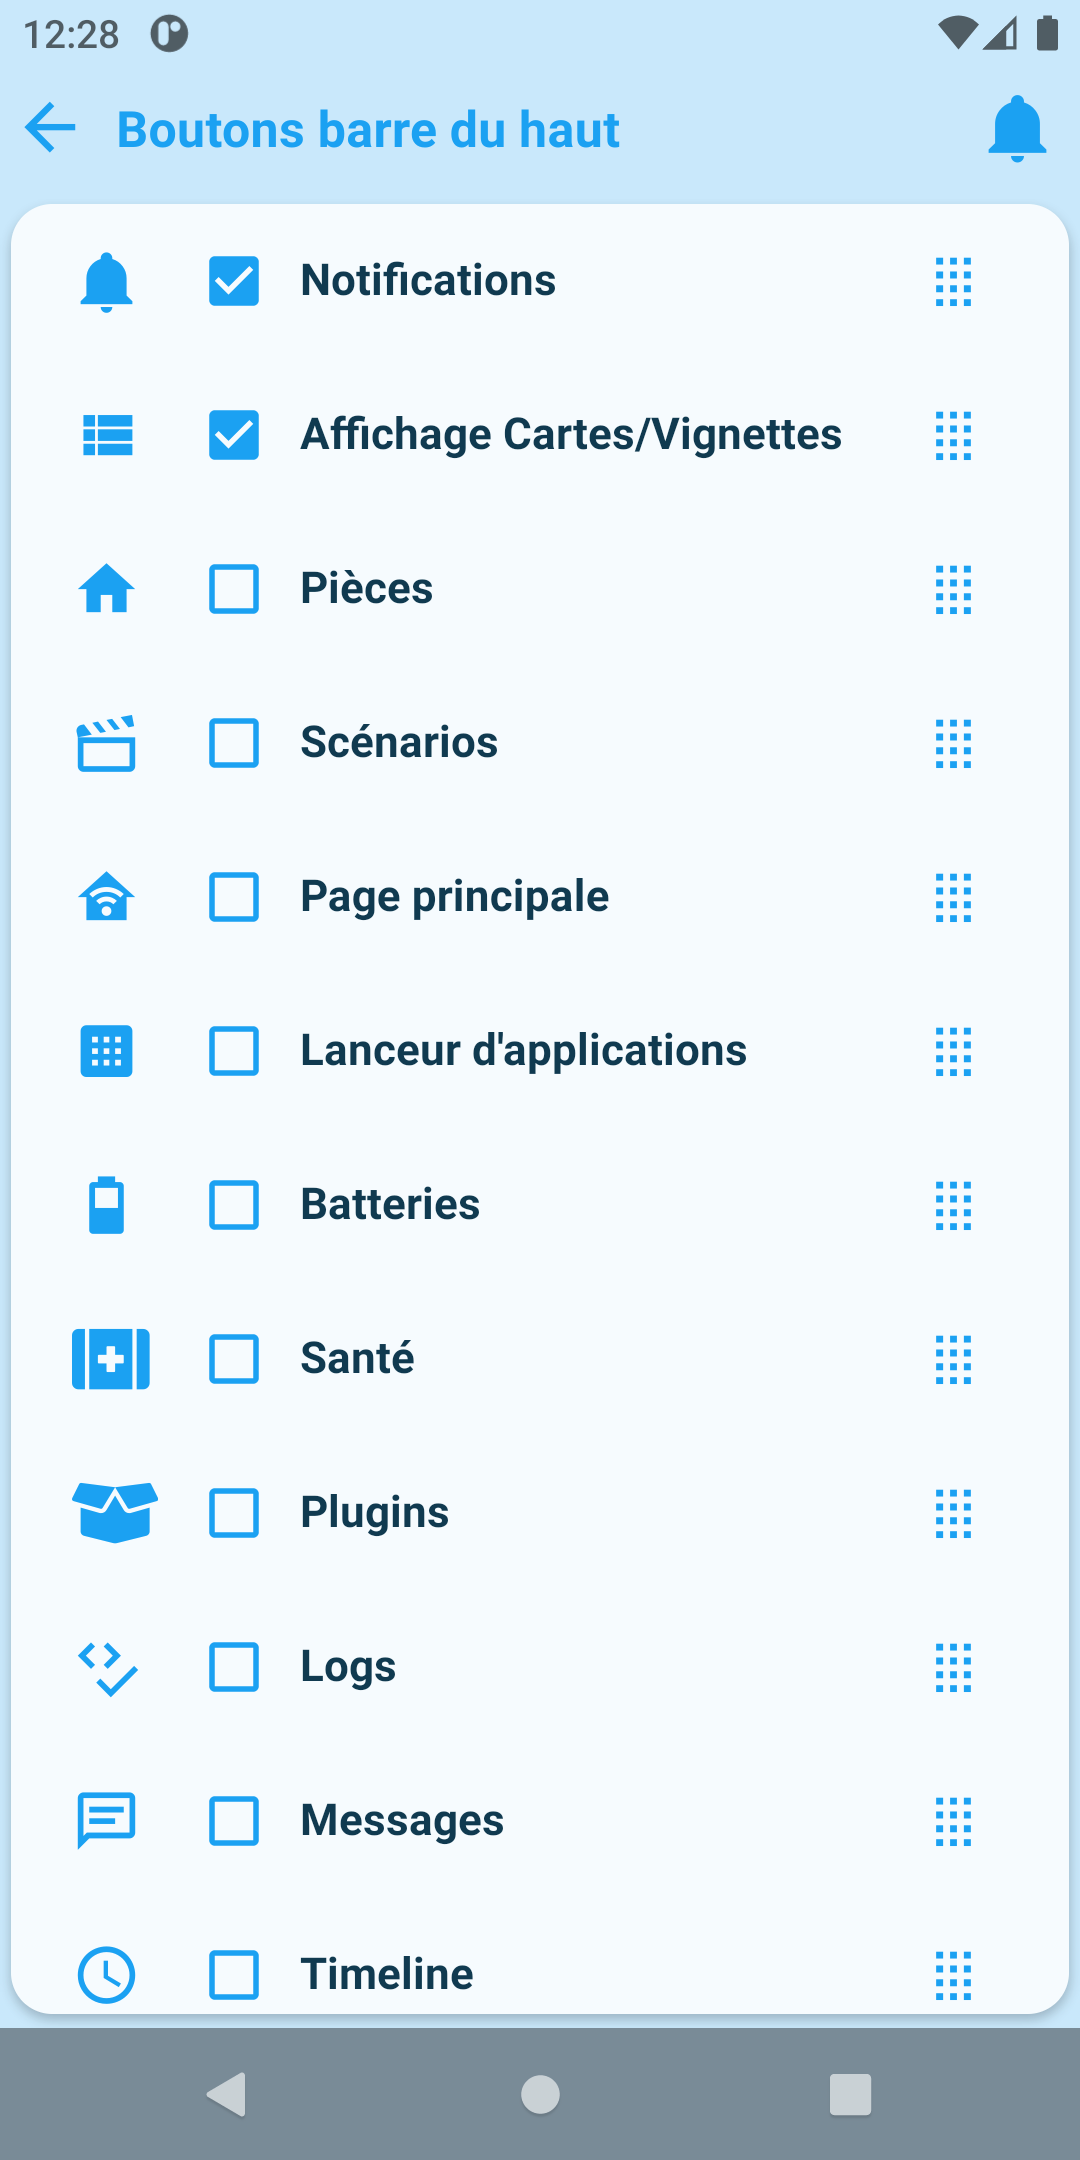 12:28
Boutons barre du haut
Notifications
Affichage Cartes/Vignettes
Pièces
Scénarios
Page principale
Lanceur d'applications
Batteries
Santé
Plugins
Logs
Messages
Timeline